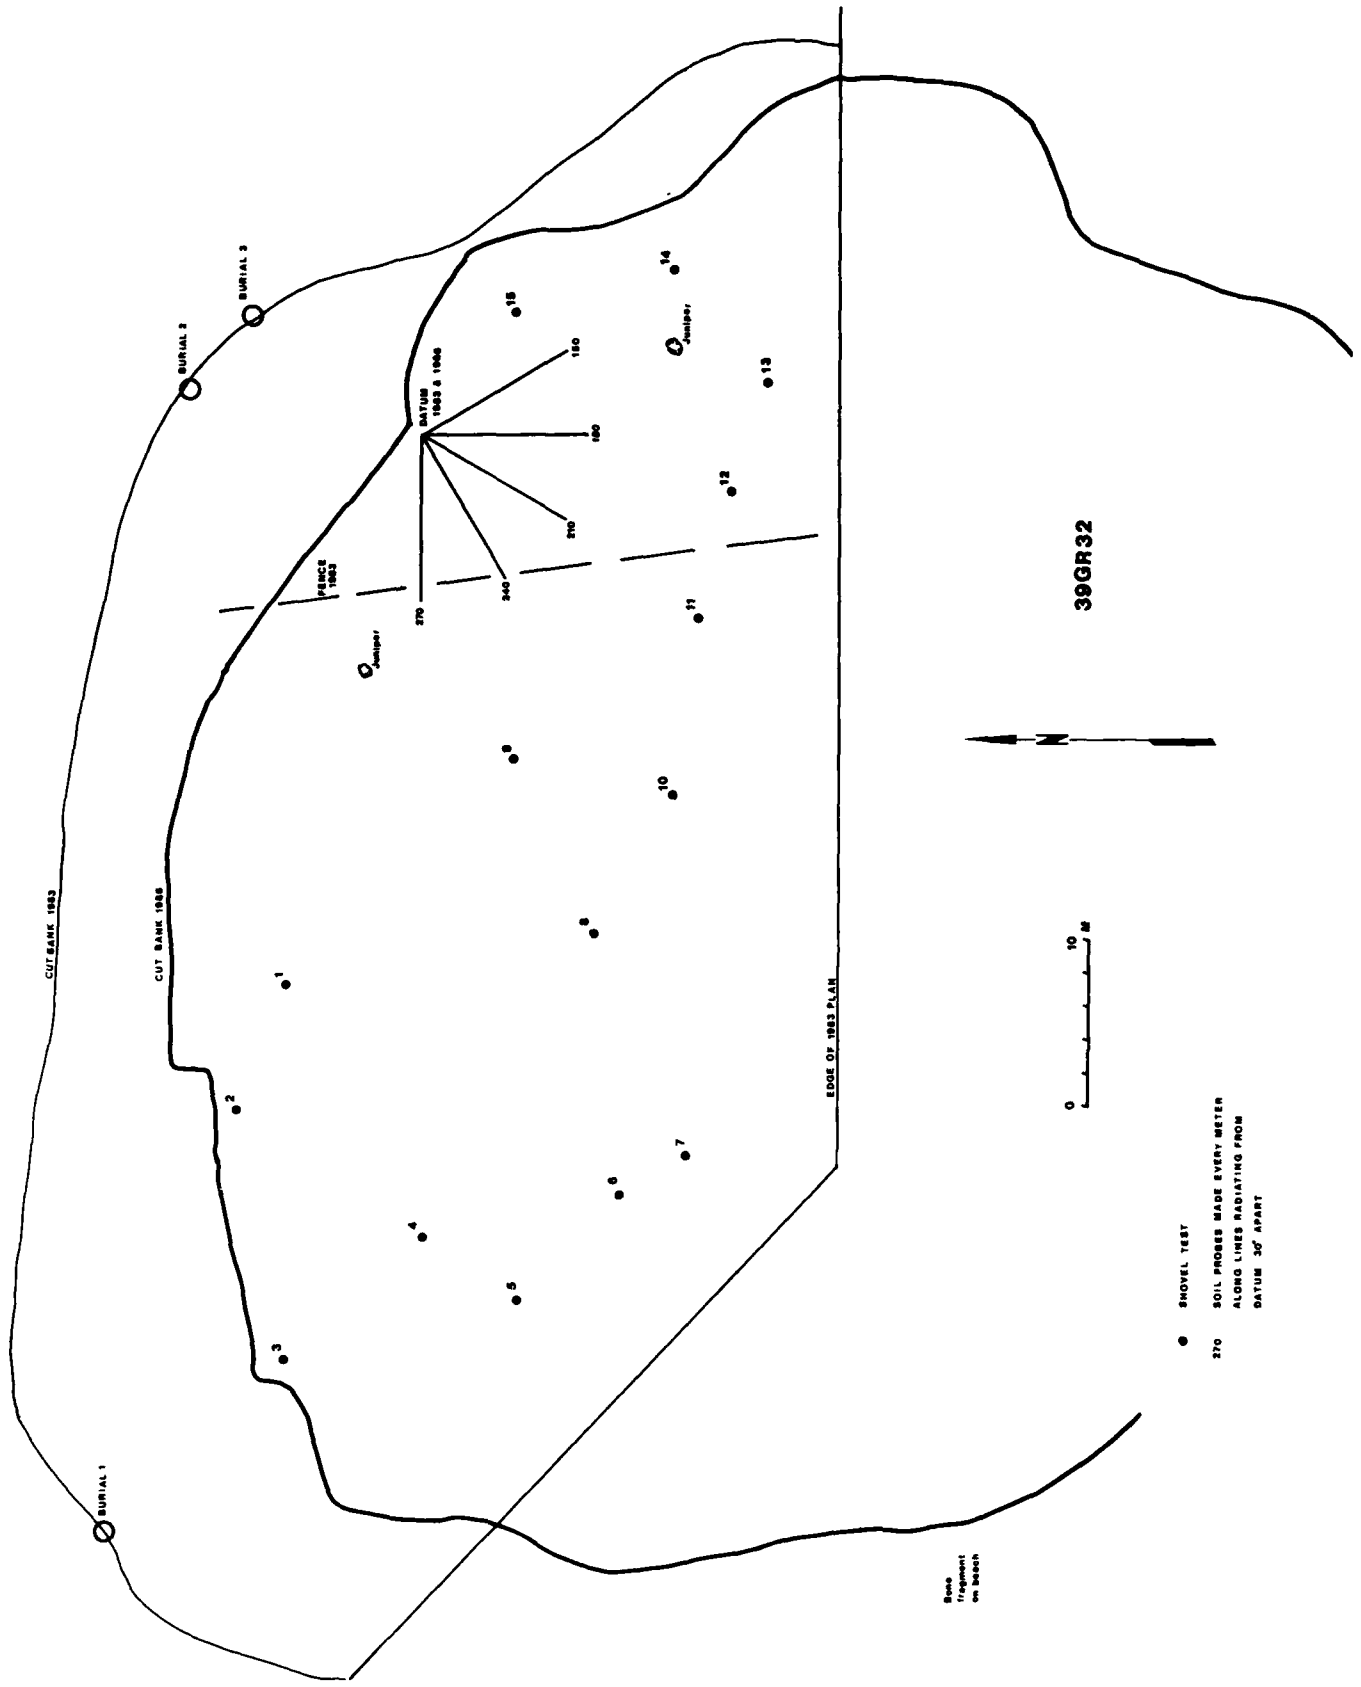 CUT BANK 1983
BURIAL 1
CUT BANK 1986
BURIAL 2
BURIAL 3
1
2
3
4
5
6
7
8
9
10
11
12
13
14
15
FENCE
1983
Juniper
DATUM
1983 & 1986
270
240
210
180
150
Juniper
EDGE OF 1983 PLAN
39GR32
N
0
10 M
Bone
fragment
on beach
SHOVEL TEST
270 SOIL PROBES MADE EVERY METER
ALONG LINES RADIATING FROM
DATUM 30° APART